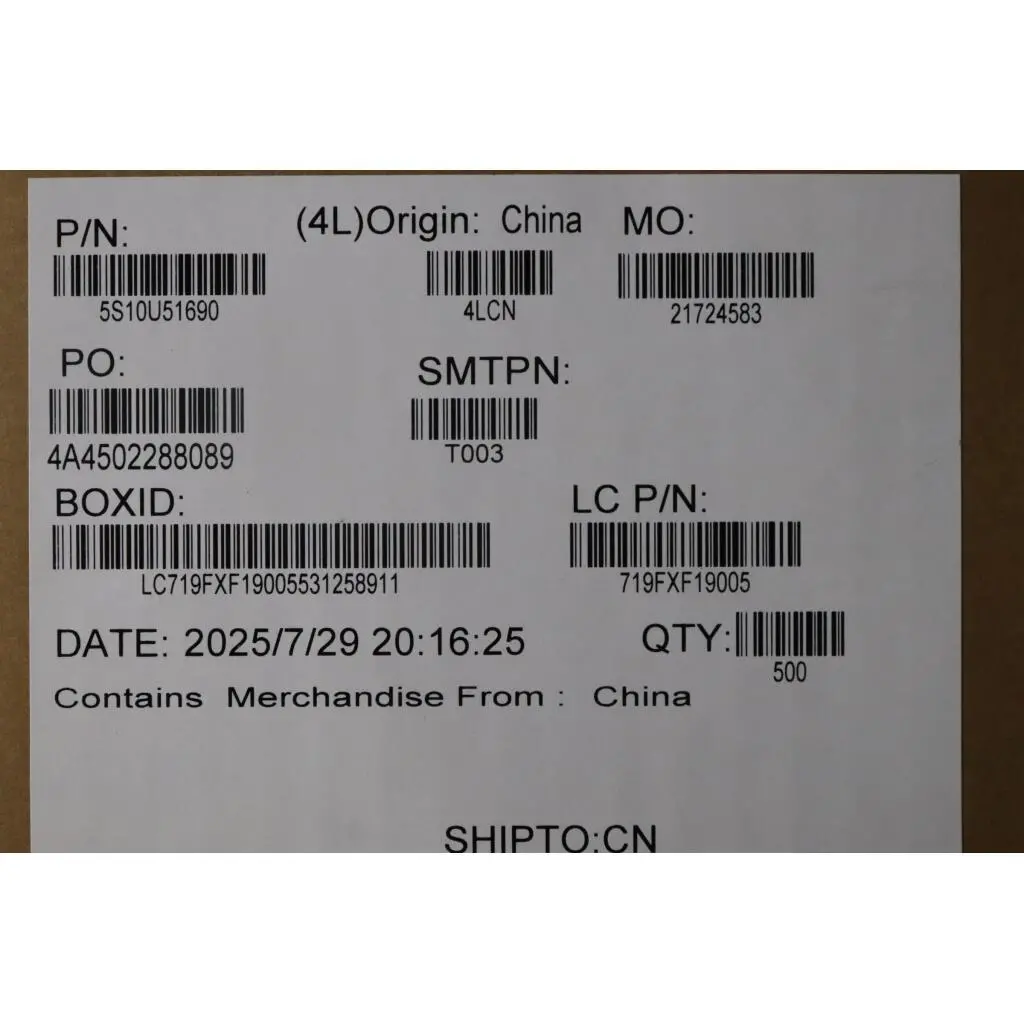 P/N: (4L)Origin: China MO:
5S10U51690 4LCN 21724583
PO: SMTPN:
4A4502288089 T003
BOXID: LC P/N:
LC719FXF19005531258911 719FXF19005
DATE: 2025/7/29 20:16:25 QTY:
500
Contains Merchandise From : China
SHIPTO:CN